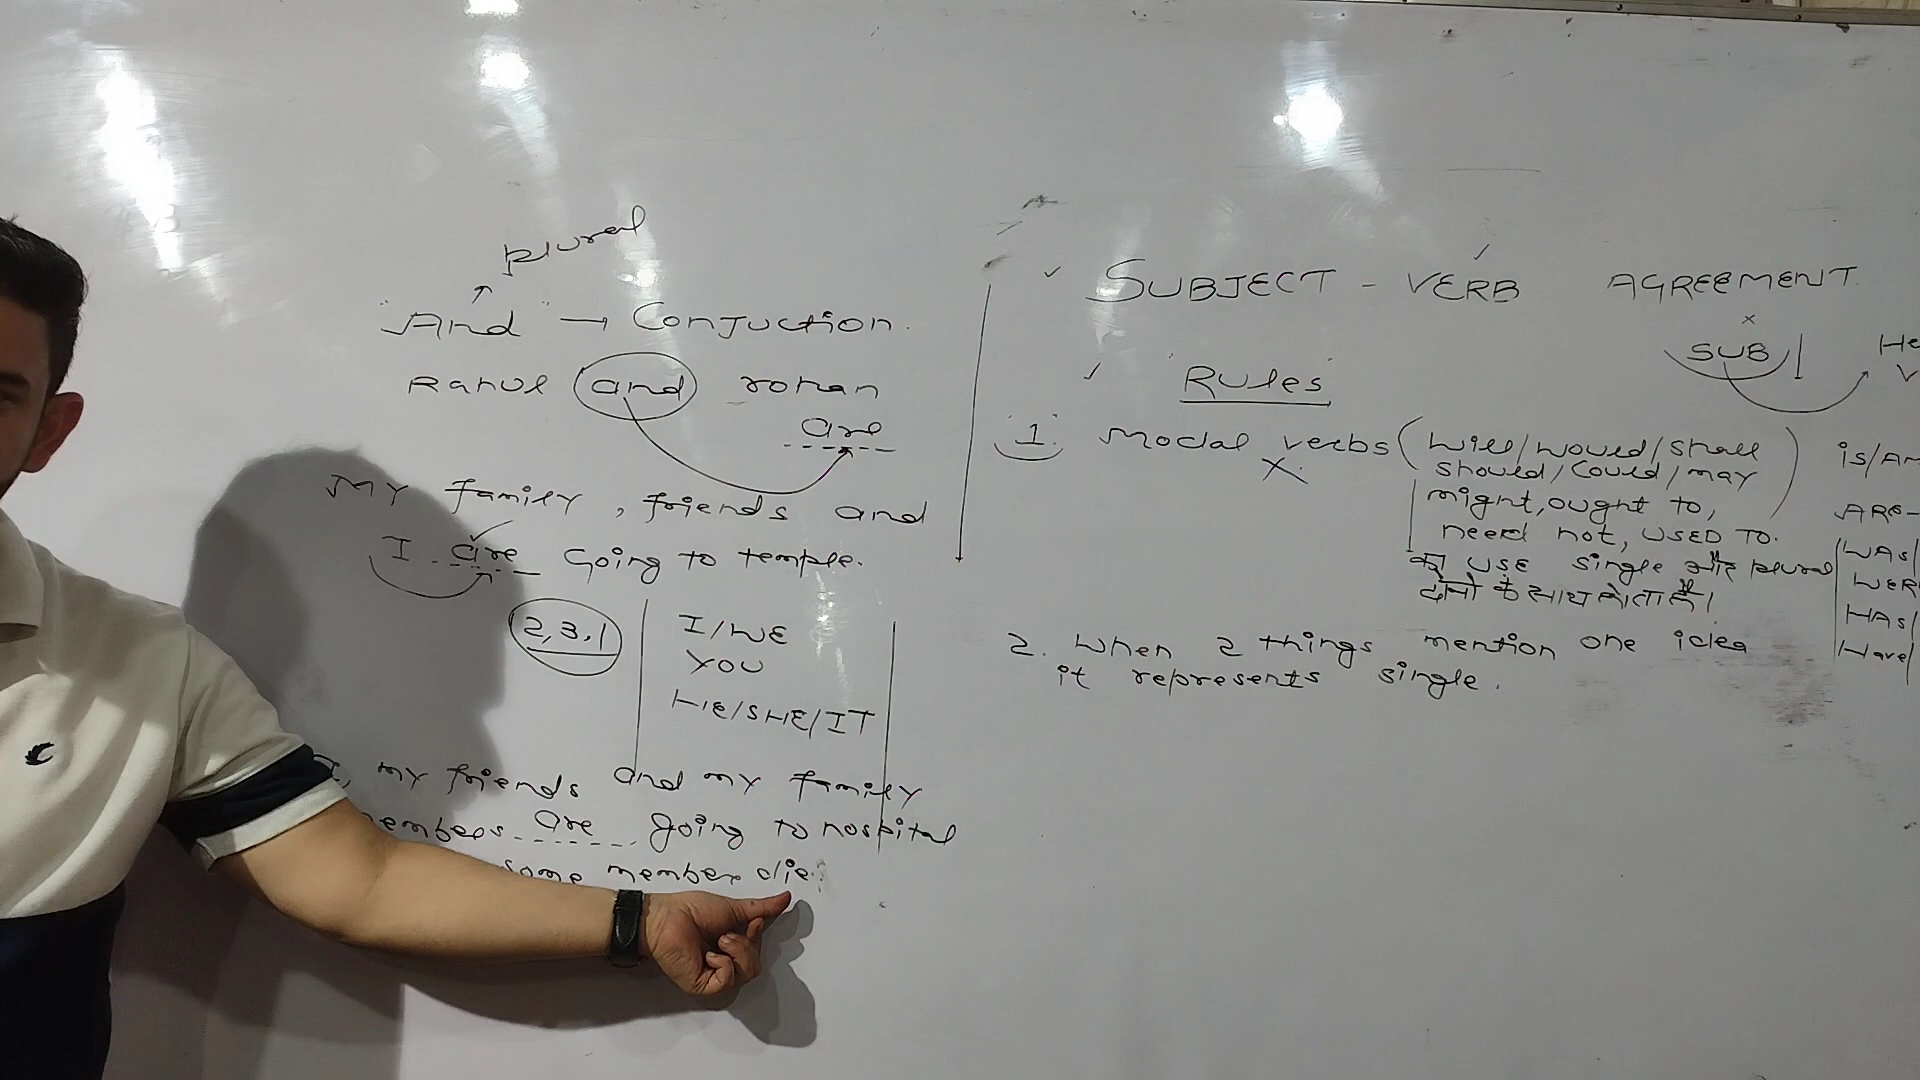 plural
"And" → Conjuction.
Rahul and rohan
are
My family, friends and
I are going to temple.
2,3,1
I/WE
YOU
HE/SHE/IT
I, my friends and my family
members are going to hospital
some member die.
SUBJECT - VERB AGREEMENT
SUB
He
V
Rules
1. Modal verbs (will/would/shall
should/could/may
might, ought to,
need not, USED TO.
का USE single और plural
दोनो के साथ होता है।
is/AM
ARE-
WAS/
WER
HAS/
Have/
2. When 2 things mention one idea
it represents single.